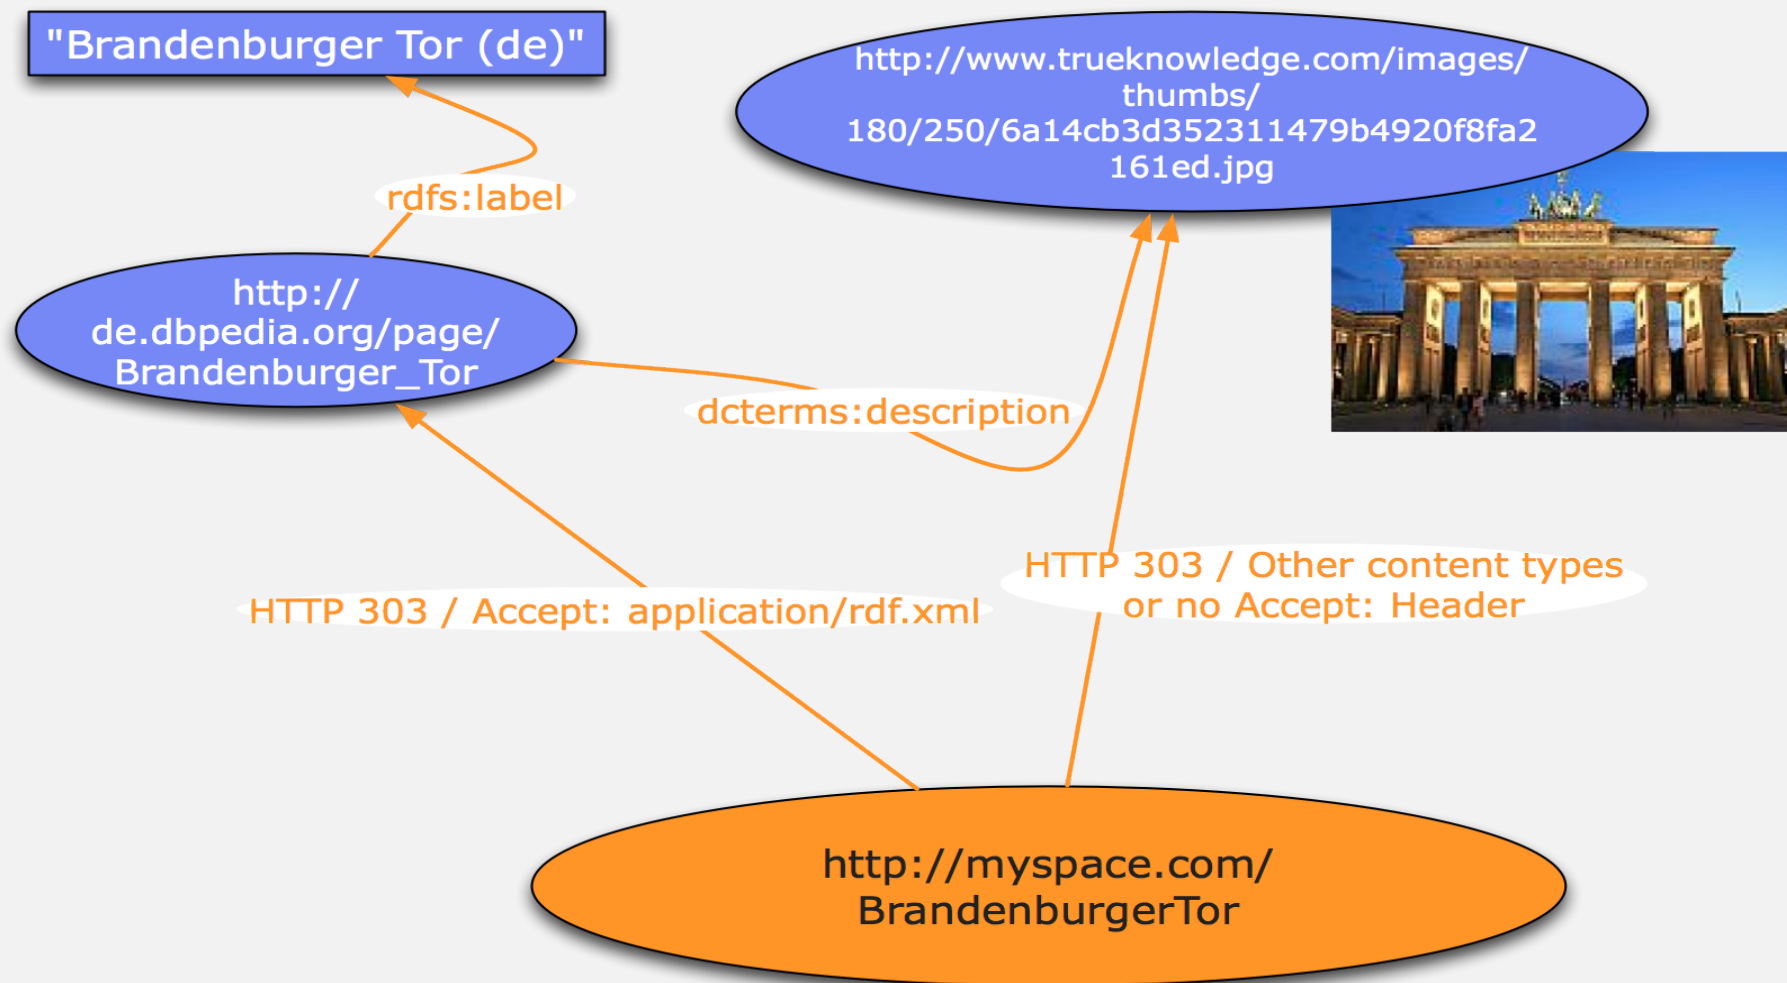 "Brandenburger Tor (de)"
http://www.trueknowledge.com/images/
thumbs/
180/250/6a14cb3d352311479b4920f8fa2
161ed.jpg
rdfs:label
http://
de.dbpedia.org/page/
Brandenburger_Tor
dcterms:description
HTTP 303 / Other content types
or no Accept: Header
HTTP 303 / Accept: application/rdf.xml
http://myspace.com/
BrandenburgerTor